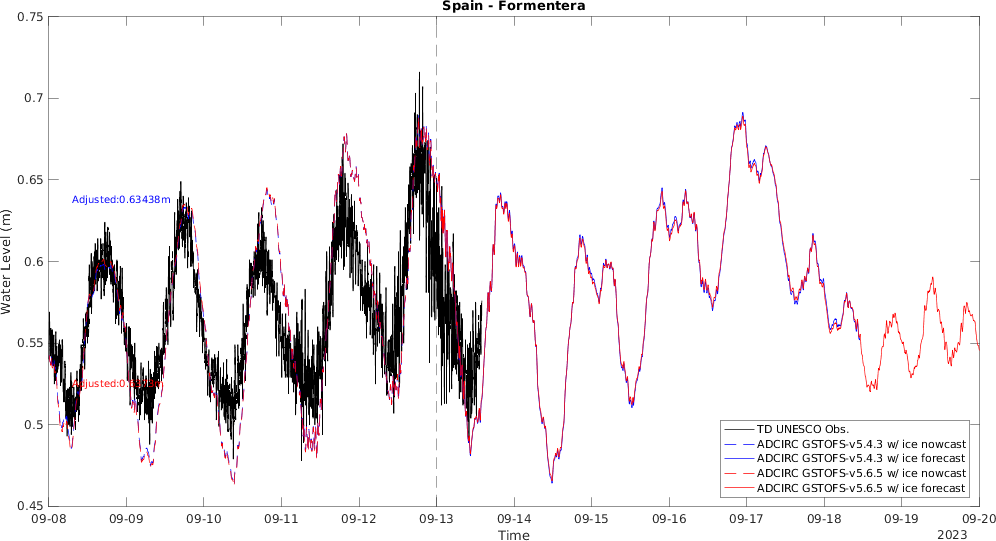 Spain - Formentera
0.75
0.7
0.65
0.6
0.55
0.5
0.45
Water Level (m)
Adjusted:0.63438m
09-08 09-09 09-10 09-11 09-12 09-13 09-14 09-15 09-16 09-17 09-18 09-19 09-20
Time
2023
TD UNESCO Obs.
ADCIRC GSTOFS-v5.4.3 w/ ice nowcast
ADCIRC GSTOFS-v5.4.3 w/ ice forecast
ADCIRC GSTOFS-v5.6.5 w/ ice nowcast
ADCIRC GSTOFS-v5.6.5 w/ ice forecast